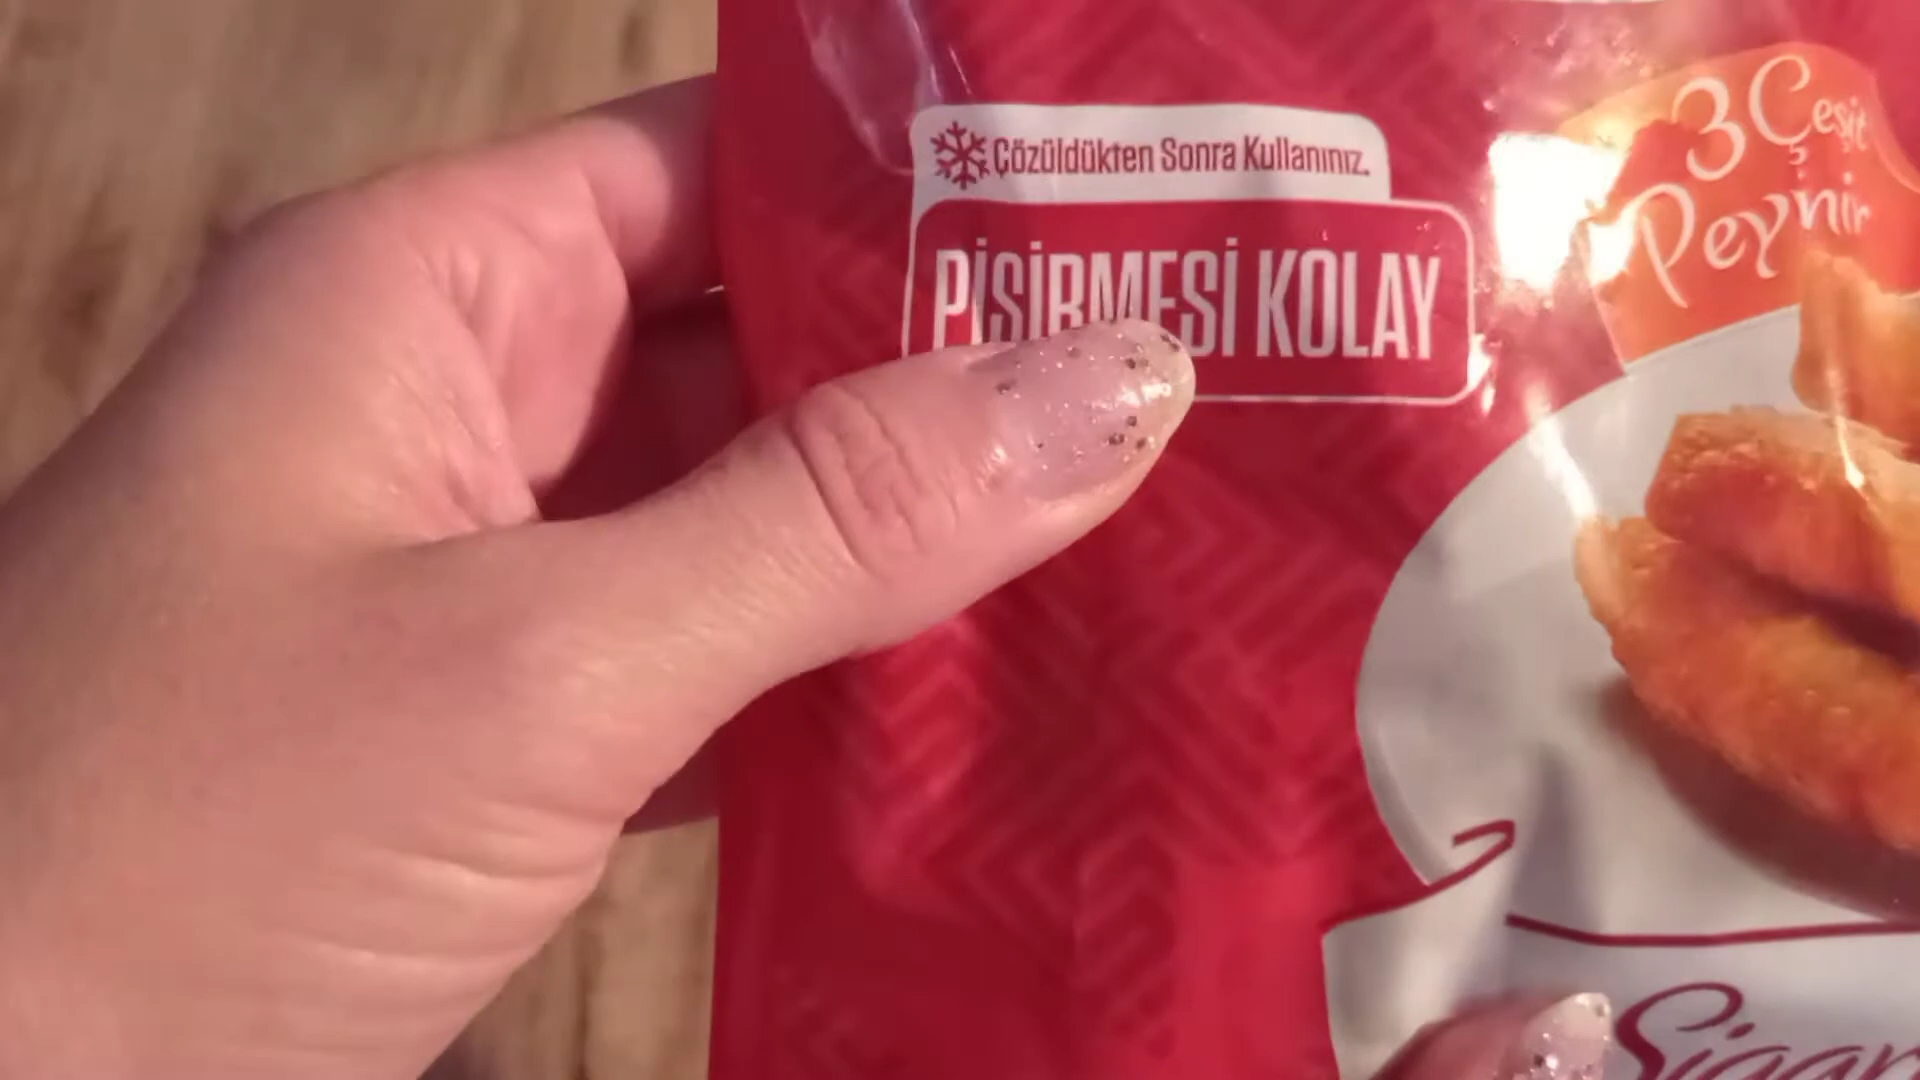 Çözüldükten Sonra Kullanınız.
PİŞİRMESİ KOLAY
3 Çeşit
Peynir